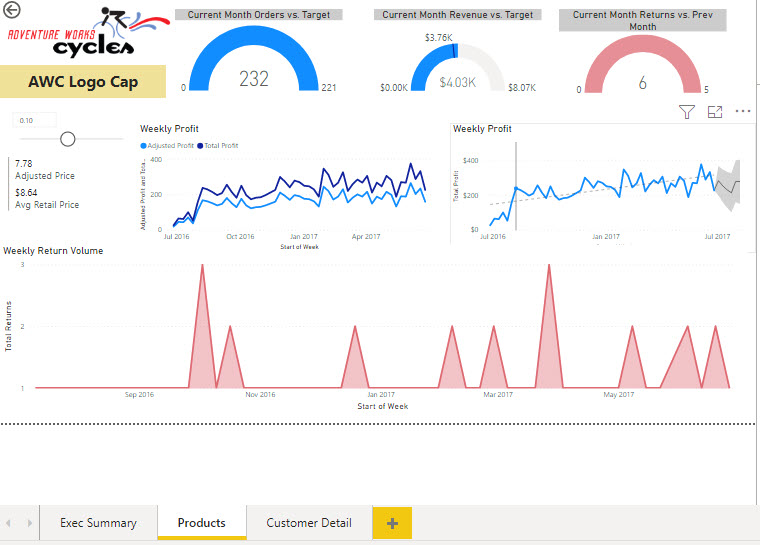 Current Month Orders vs. Target
232
0
221
Current Month Revenue vs. Target
$3.76K
$4.03K
$0.00K
$8.07K
Current Month Returns vs. Prev
Month
6
0
5
ADVENTURE WORKS
cycles
AWC Logo Cap
0.10
7.78
Adjusted Price
$8.64
Avg Retail Price
Weekly Profit
Adjusted Profit
Total Profit
Adjusted Profit and Tota...
400
200
0
Jul 2016
Oct 2016
Jan 2017
Apr 2017
Start of Week
Weekly Profit
Total Profit
$400
$200
$0
Jul 2016
Jan 2017
Jul 2017
Weekly Return Volume
Total Returns
3
2
1
Sep 2016
Nov 2016
Jan 2017
Mar 2017
May 2017
Start of Week
Exec Summary
Products
Customer Detail